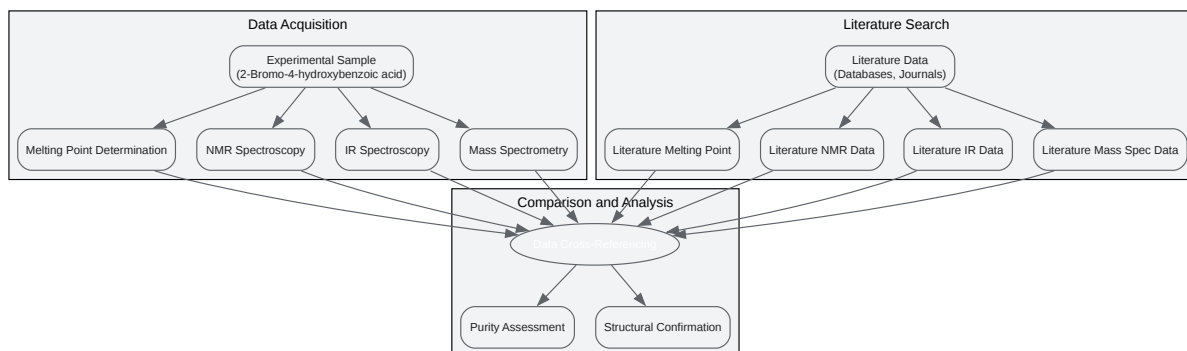 Data Acquisition
Experimental Sample
(2-Bromo-4-hydroxybenzoic acid)
Melting Point Determination
NMR Spectroscopy
IR Spectroscopy
Mass Spectrometry
Literature Search
Literature Data
(Databases, Journals)
Literature Melting Point
Literature NMR Data
Literature IR Data
Literature Mass Spec Data
Comparison and Analysis
Data Cross-Referencing
Purity Assessment
Structural Confirmation